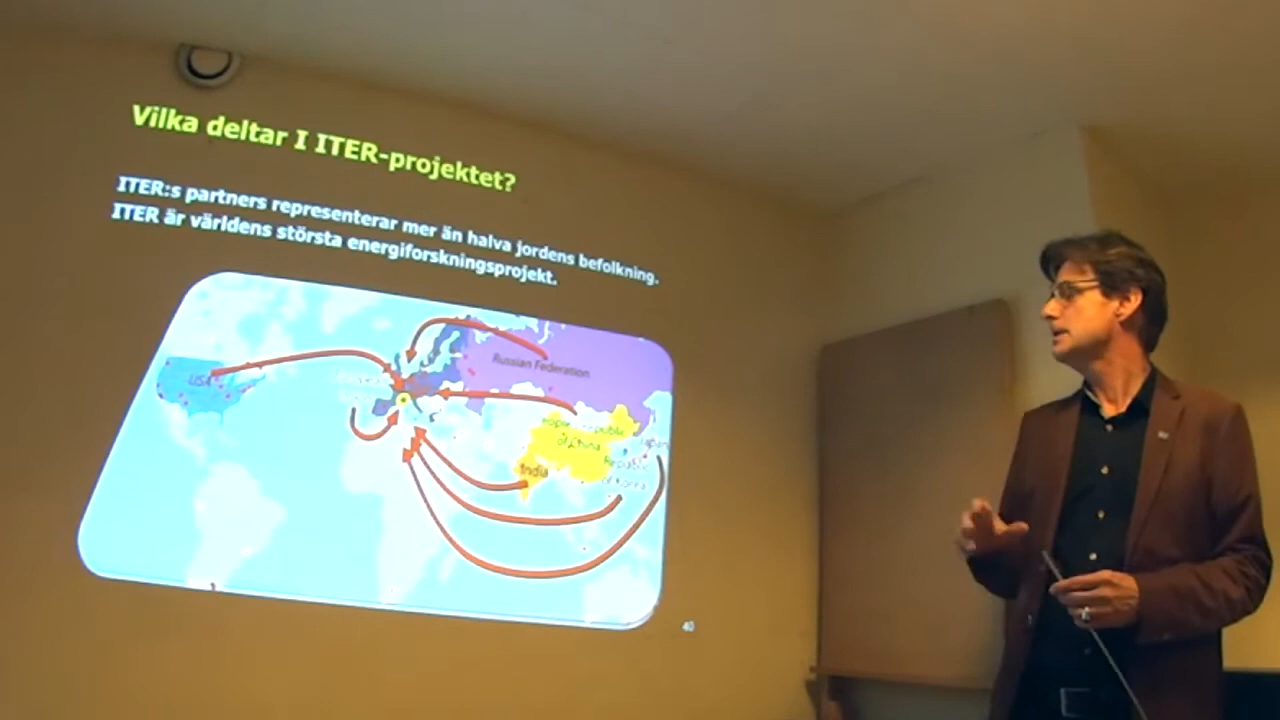 Vilka deltar I ITER-projektet?
ITER:s partners representerar mer än halva jordens befolkning.
ITER är världens största energiforskningsprojekt.
Russian Federation
USA
of China
Japan
India
Republic
of Korea
40